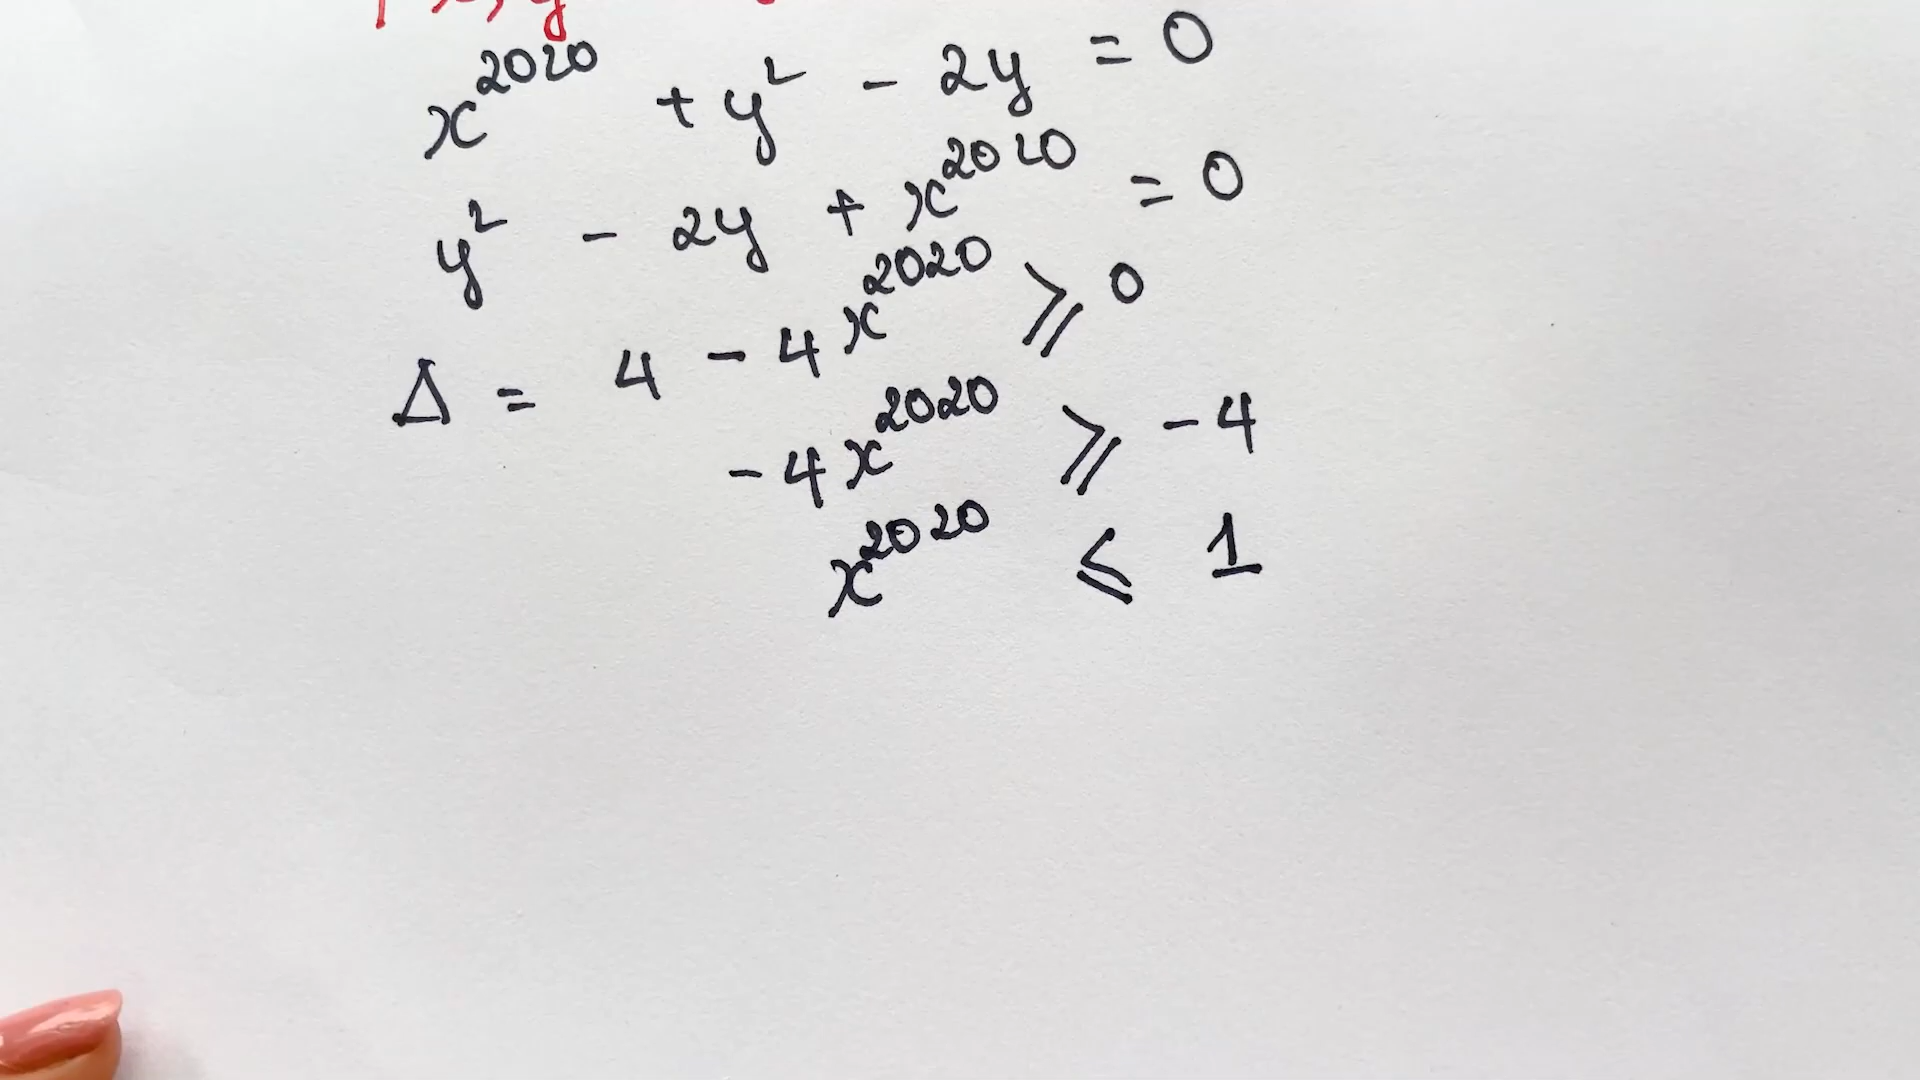 x^2020 + y^2 - 2y = 0
y^2 - 2y + x^2020 = 0
Δ = 4 - 4x^2020 ⩾ 0
-4x^2020 ⩾ -4
x^2020 ≤ 1